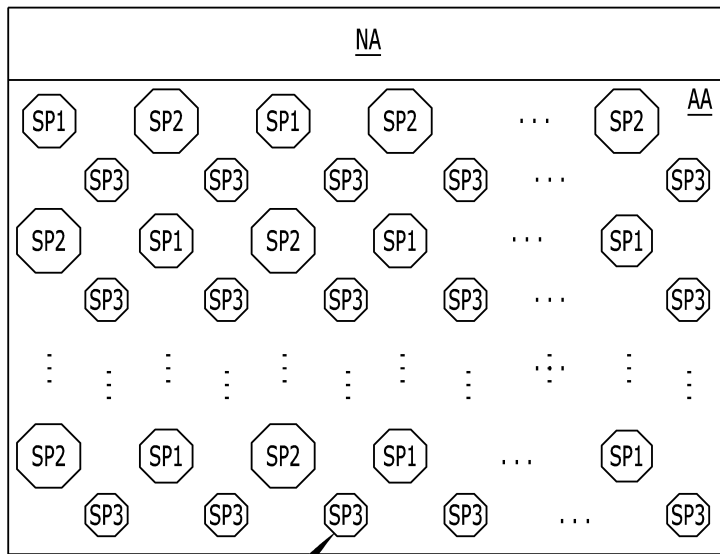 NA
AA
SP1 SP2 SP1 SP2 ... SP2
SP3 SP3 SP3 SP3 ... SP3
SP2 SP1 SP2 SP1 ... SP1
SP3 SP3 SP3 SP3 ... SP3
SP2 SP1 SP2 SP1 ... SP1
SP3 SP3 SP3 SP3 ... SP3